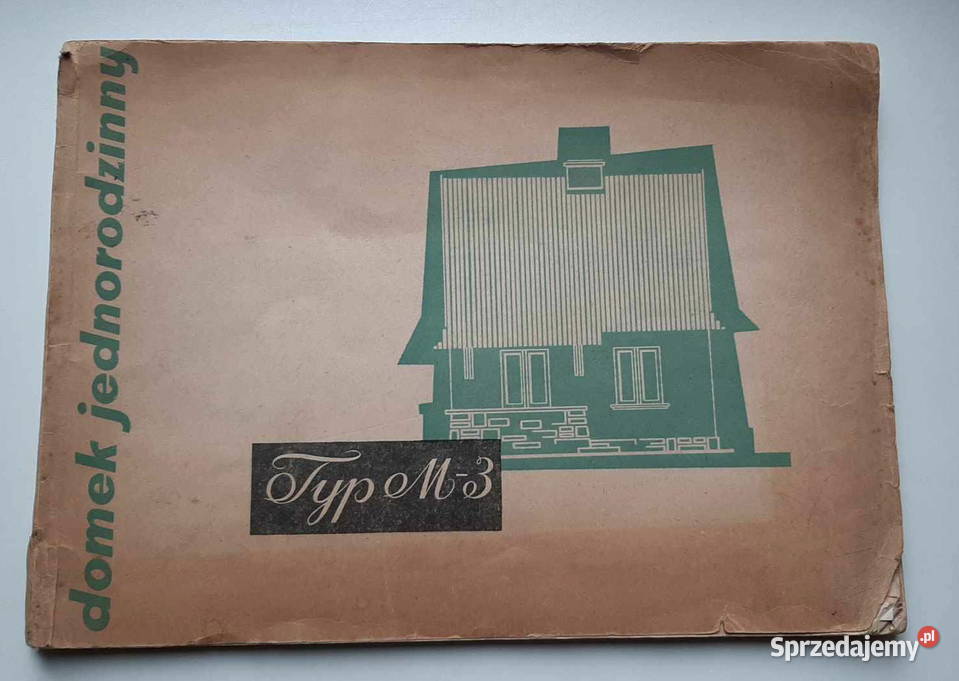 domek jednorodzinny
Typ M-3
Sprzedajemy.pl